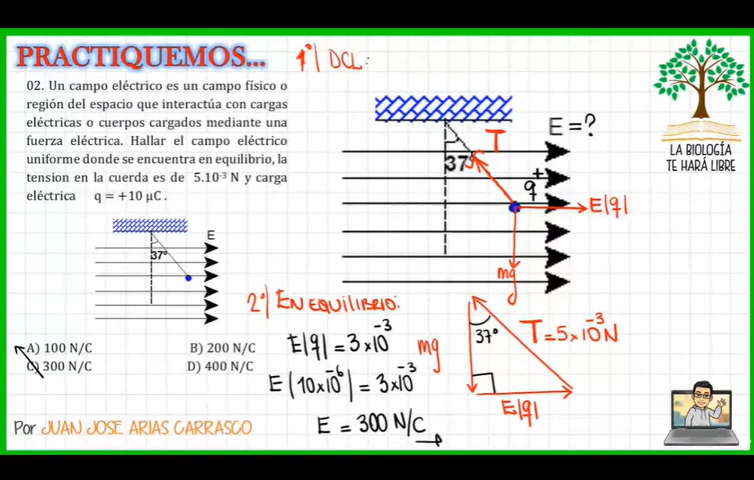 PRACTIQUEMOS...
02. Un campo eléctrico es un campo físico o
región del espacio que interactúa con cargas
eléctricas o cuerpos cargados mediante una
fuerza eléctrica. Hallar el campo eléctrico
uniforme donde se encuentra en equilibrio, la
tension en la cuerda es de 5.10⁻³ N y carga
eléctrica q = +10 µC.
E
37°
A) 100 N/C
B) 200 N/C
C) 300 N/C
D) 400 N/C
Por JUAN JOSE ARIAS CARRASCO
1°| DCL:
T
E =?
37°
q
+
E|q|
mg
2°| EN EQUILIBRIO:
E|q| = 3×10⁻³
E(10×10⁻⁶) = 3×10⁻³
E = 300 N/C
mg
37°
T=5×10⁻³N
E|q|
LA BIOLOGÍA
TE HARÁ LIBRE